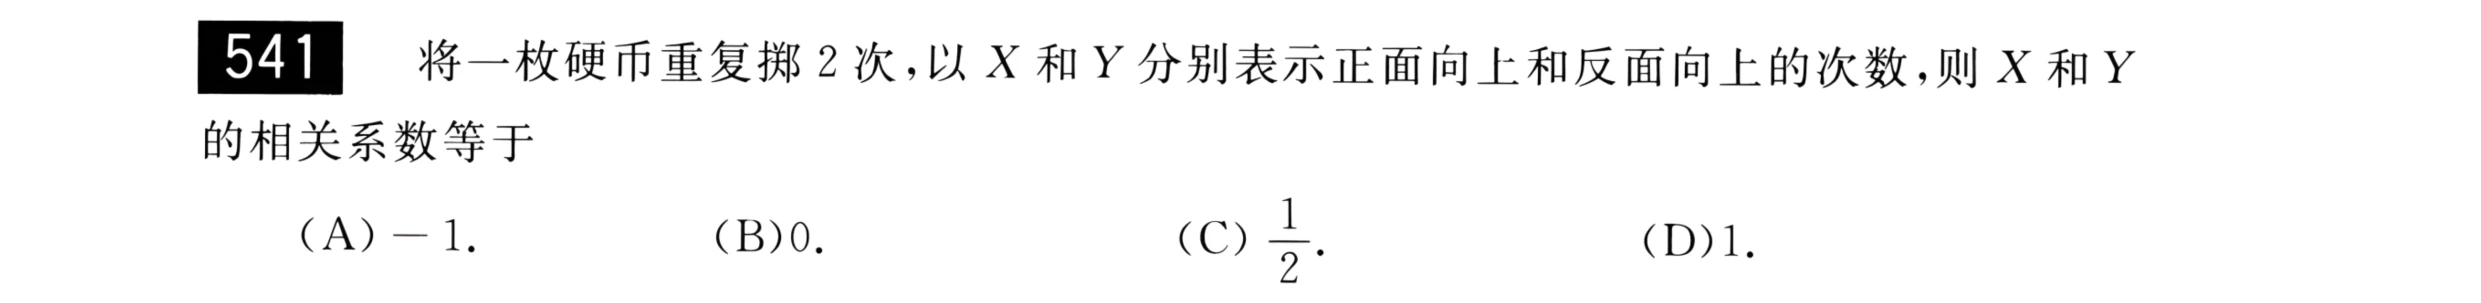 541 将一枚硬币重复掷 2 次,以 X 和 Y 分别表示正面向上和反面向上的次数,则 X 和 Y
的相关系数等于
(A) − 1. (B)0. (C) 1/2. (D)1.